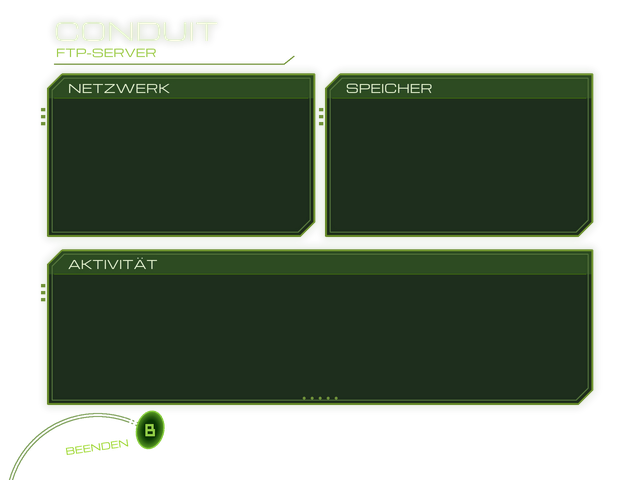 CONDUIT
FTP-SERVER
NETZWERK
SPEICHER
AKTIVITÄT
BEENDEN
B